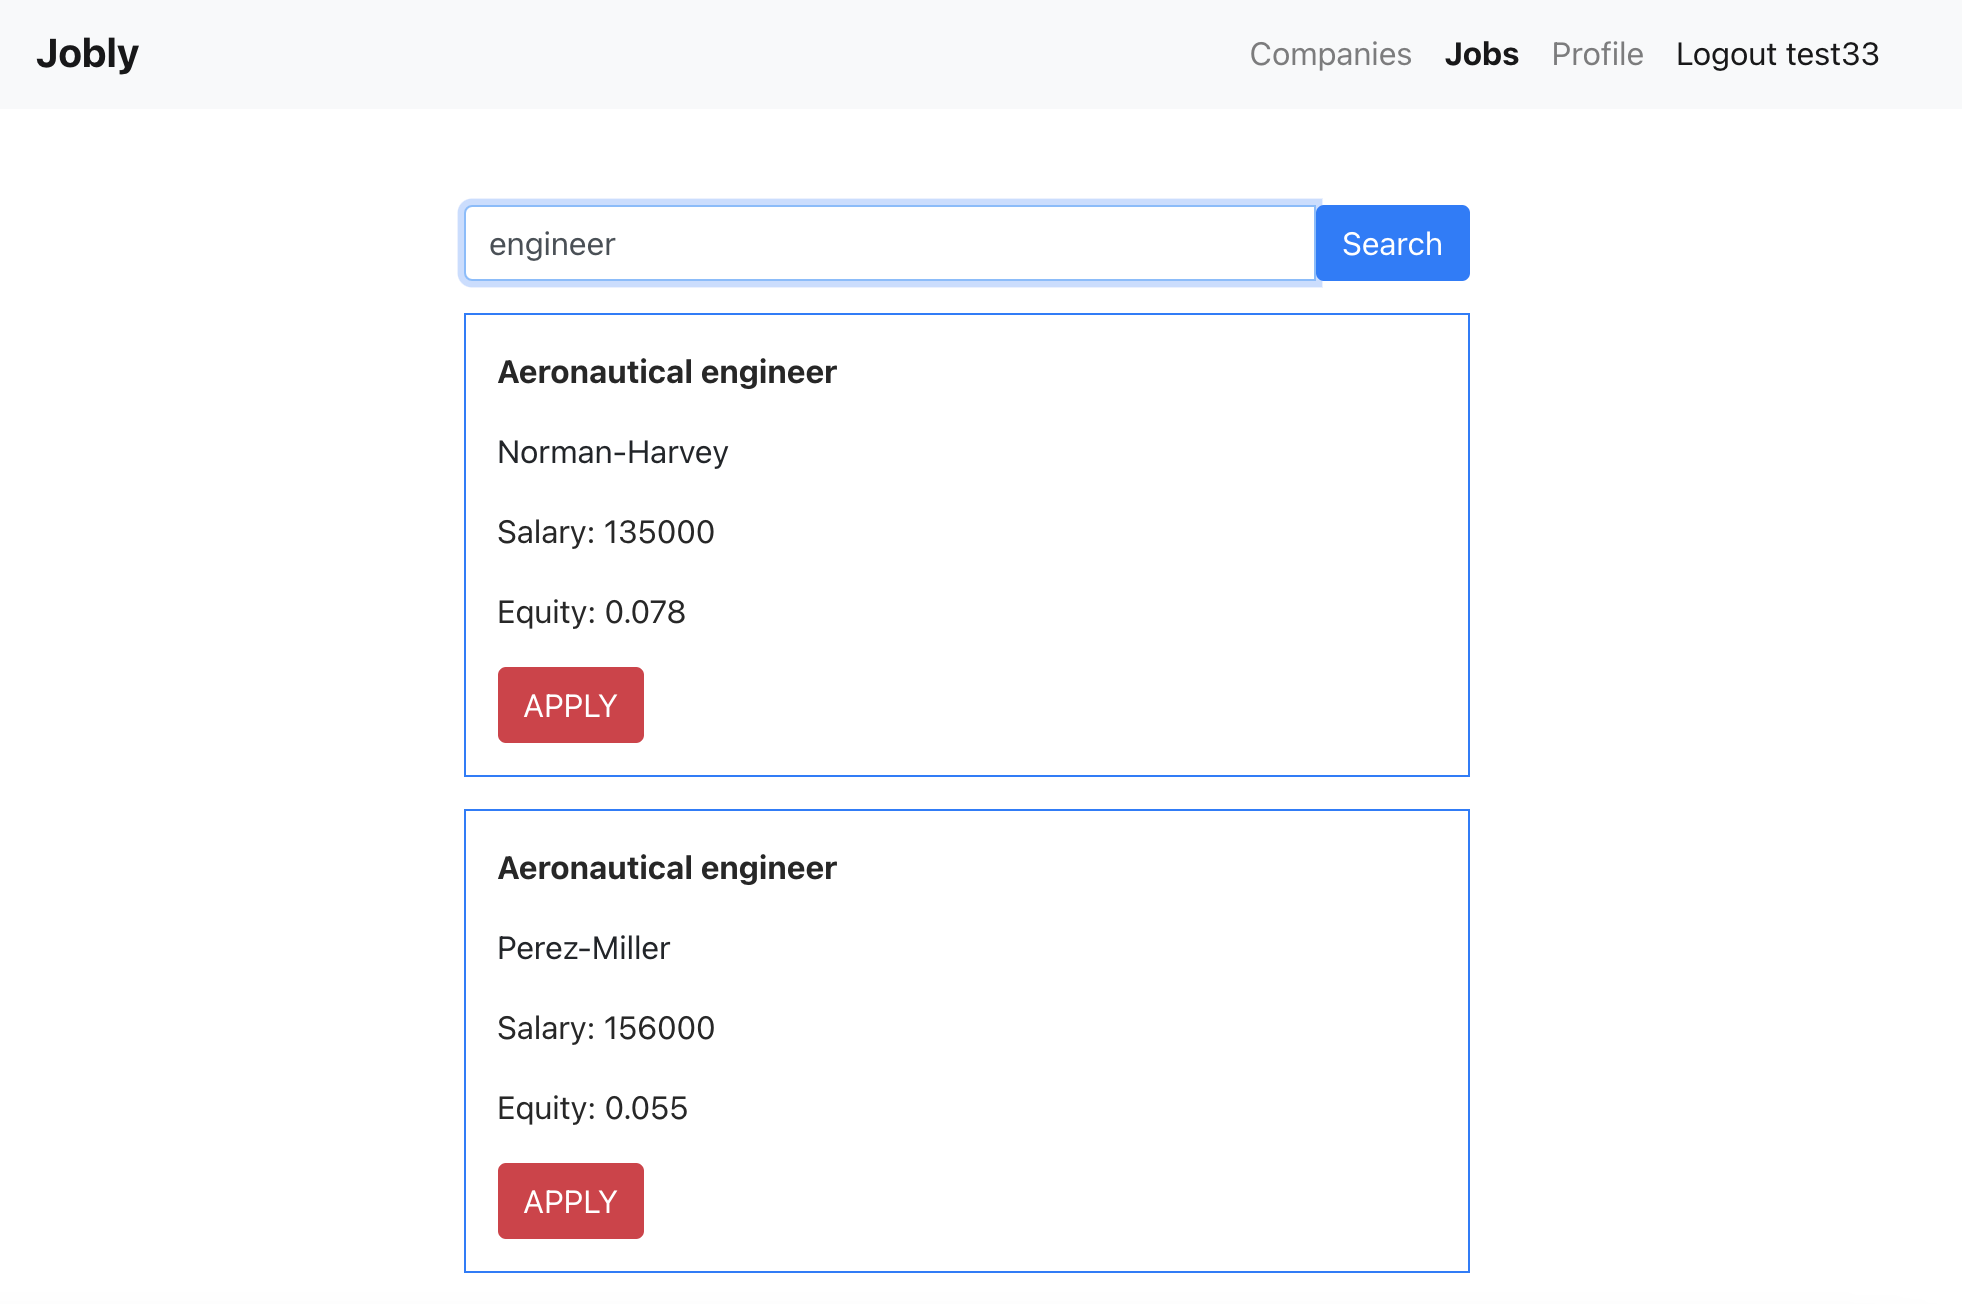 Jobly
Companies Jobs Profile Logout test33
engineer
Search
Aeronautical engineer
Norman-Harvey
Salary: 135000
Equity: 0.078
APPLY
Aeronautical engineer
Perez-Miller
Salary: 156000
Equity: 0.055
APPLY